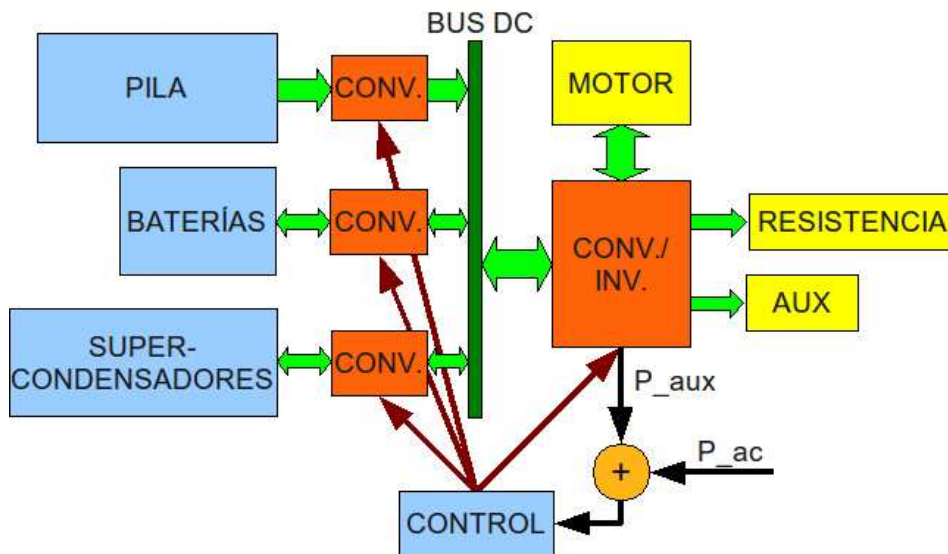 BUS DC
PILA
CONV.
MOTOR
BATERÍAS
CONV.
CONV./
INV.
RESISTENCIA
AUX
SUPER-
CONDENSADORES
CONV.
P_aux
+
P_ac
CONTROL